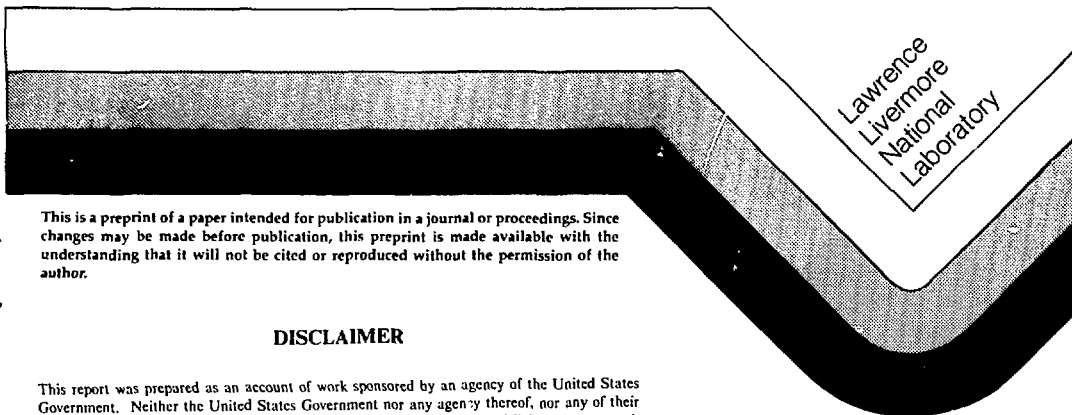 Lawrence
Livermore
National
Laboratory
This is a preprint of a paper intended for publication in a journal or proceedings. Since
changes may be made before publication, this preprint is made available with the
understanding that it will not be cited or reproduced without the permission of the
author.
DISCLAIMER
This report was prepared as an account of work sponsored by an agency of the United States
Government. Neither the United States Government nor any agency thereof, nor any of their